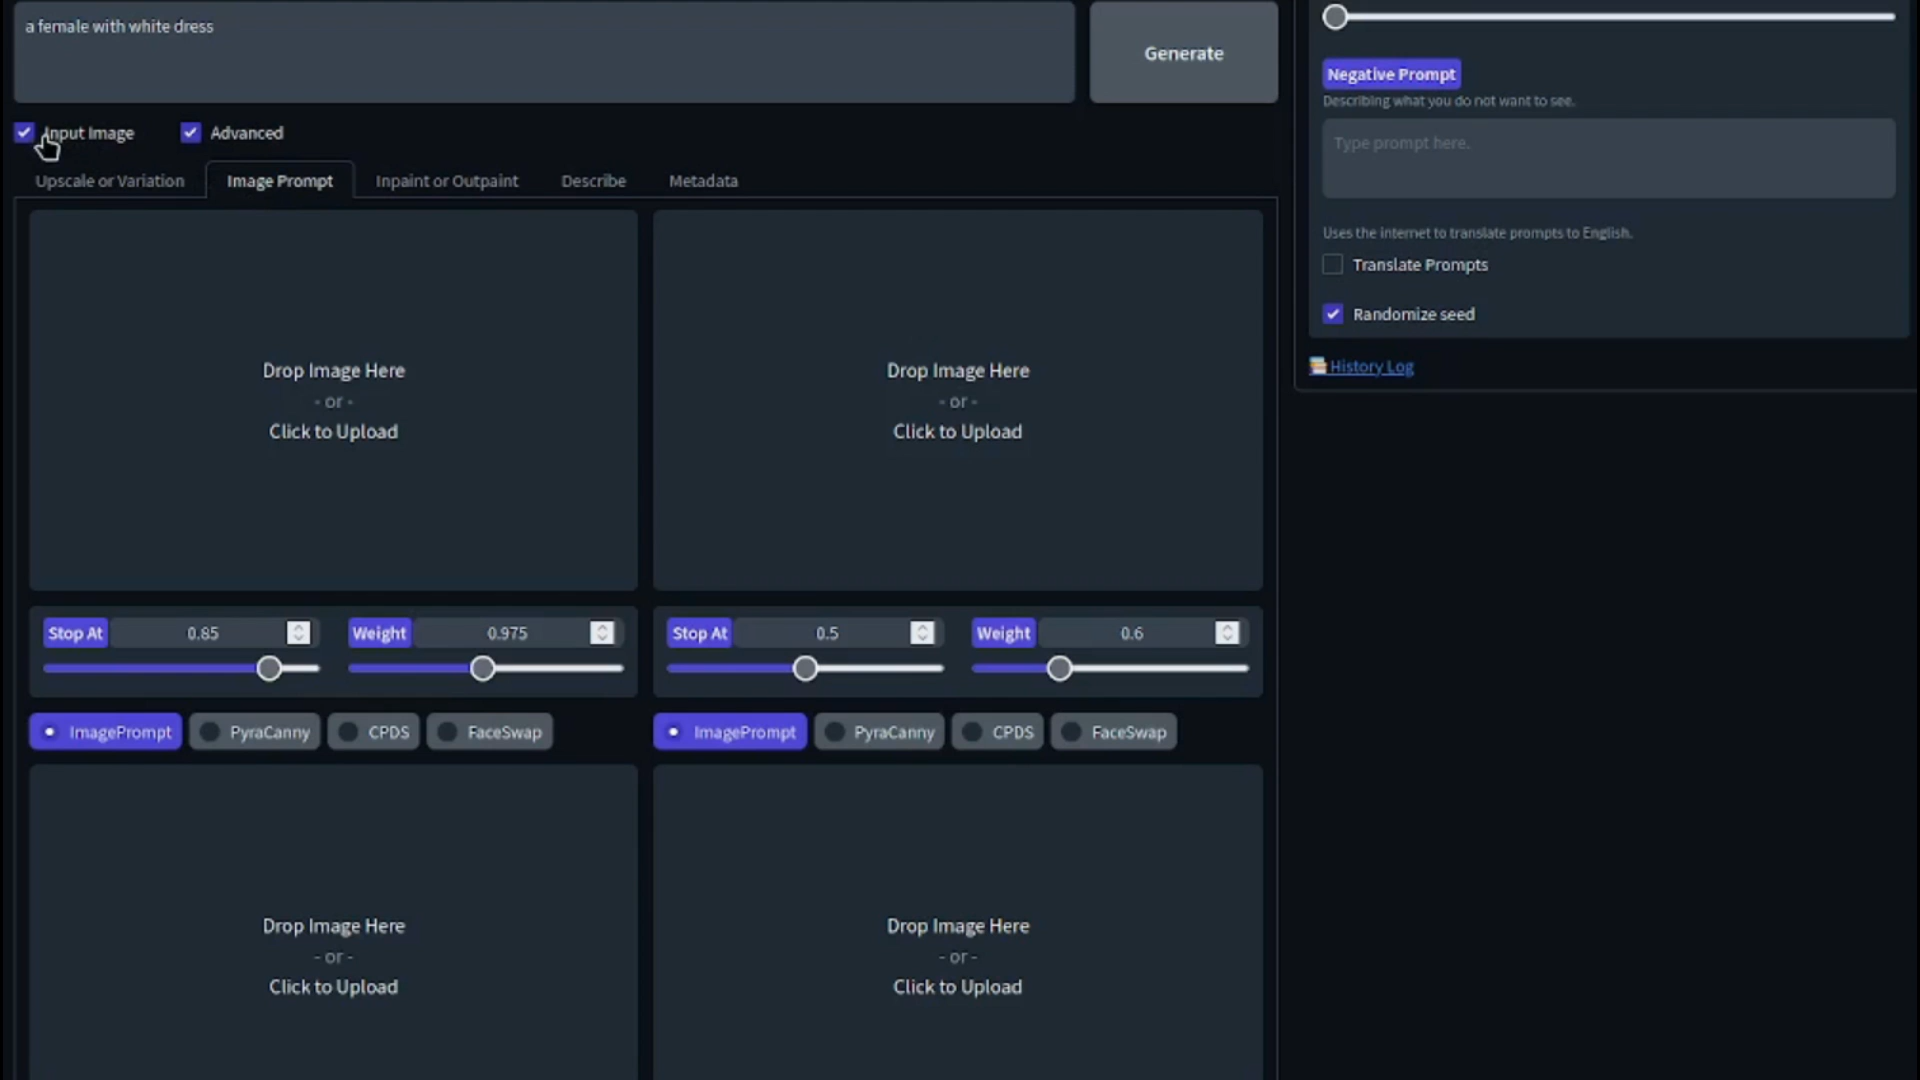 a female with white dress
Generate
Input Image
Advanced
Upscale or Variation
Image Prompt
Inpaint or Outpaint
Describe
Metadata
Drop Image Here
- or -
Click to Upload
Drop Image Here
- or -
Click to Upload
Stop At 0.85
Weight 0.975
Stop At 0.5
Weight 0.6
ImagePrompt
PyraCanny
CPDS
FaceSwap
ImagePrompt
PyraCanny
CPDS
FaceSwap
Drop Image Here
- or -
Click to Upload
Drop Image Here
- or -
Click to Upload
Negative Prompt
Describing what you do not want to see.
Type prompt here.
Uses the internet to translate prompts to English.
Translate Prompts
Randomize seed
History Log